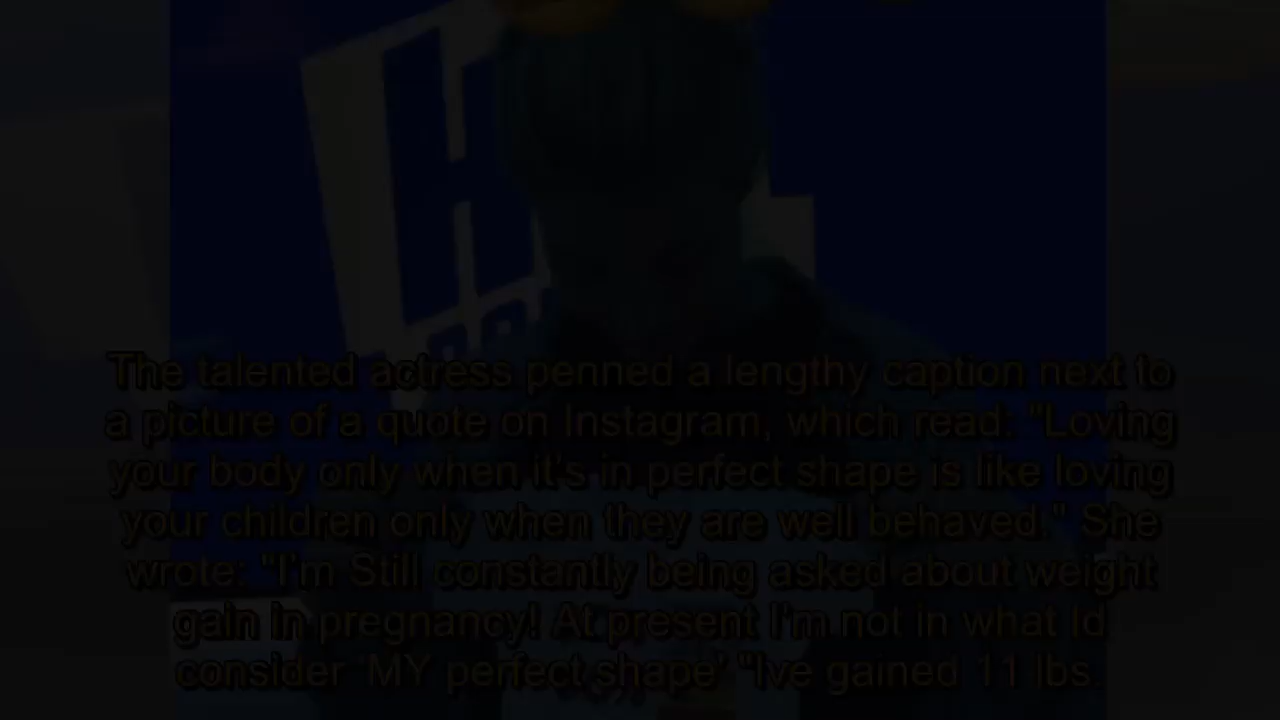 The talented actress penned a lengthy caption next to
a picture of a quote on Instagram, which read: "Loving
your body only when it's in perfect shape is like loving
your children only when they are well behaved." She
wrote: "I'm Still constantly being asked about weight
gain in pregnancy! At present I'm not in what Id
consider 'MY perfect shape' "Ive gained 11 lbs.